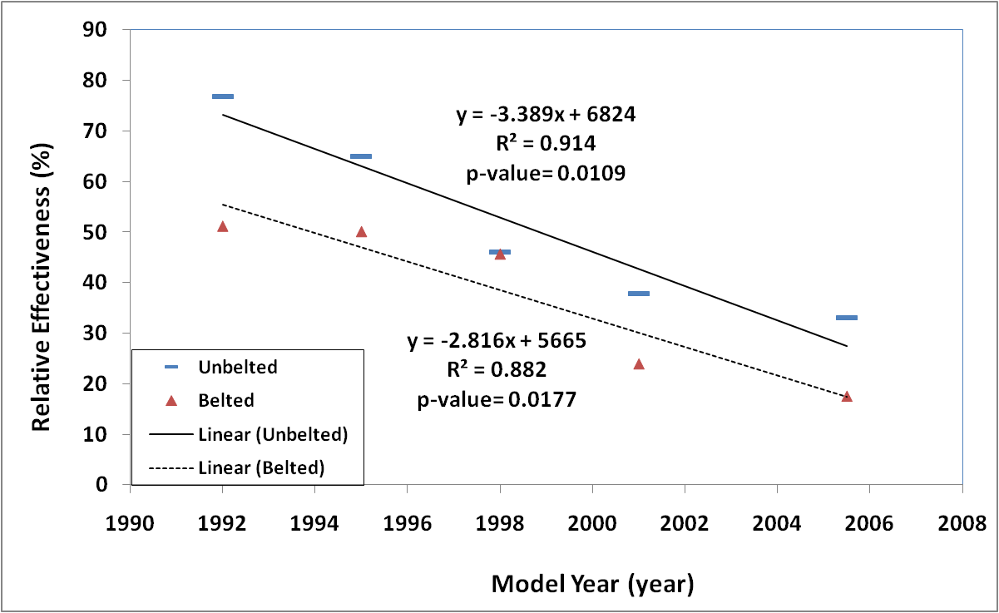 90
80
70
60
50
40
30
20
10
0
Relative Effectiveness (%)
y = -3.389x + 6824
R² = 0.914
p-value= 0.0109
y = -2.816x + 5665
R² = 0.882
p-value= 0.0177
Unbelted
Belted
Linear (Unbelted)
Linear (Belted)
1990 1992 1994 1996 1998 2000 2002 2004 2006 2008
Model Year (year)